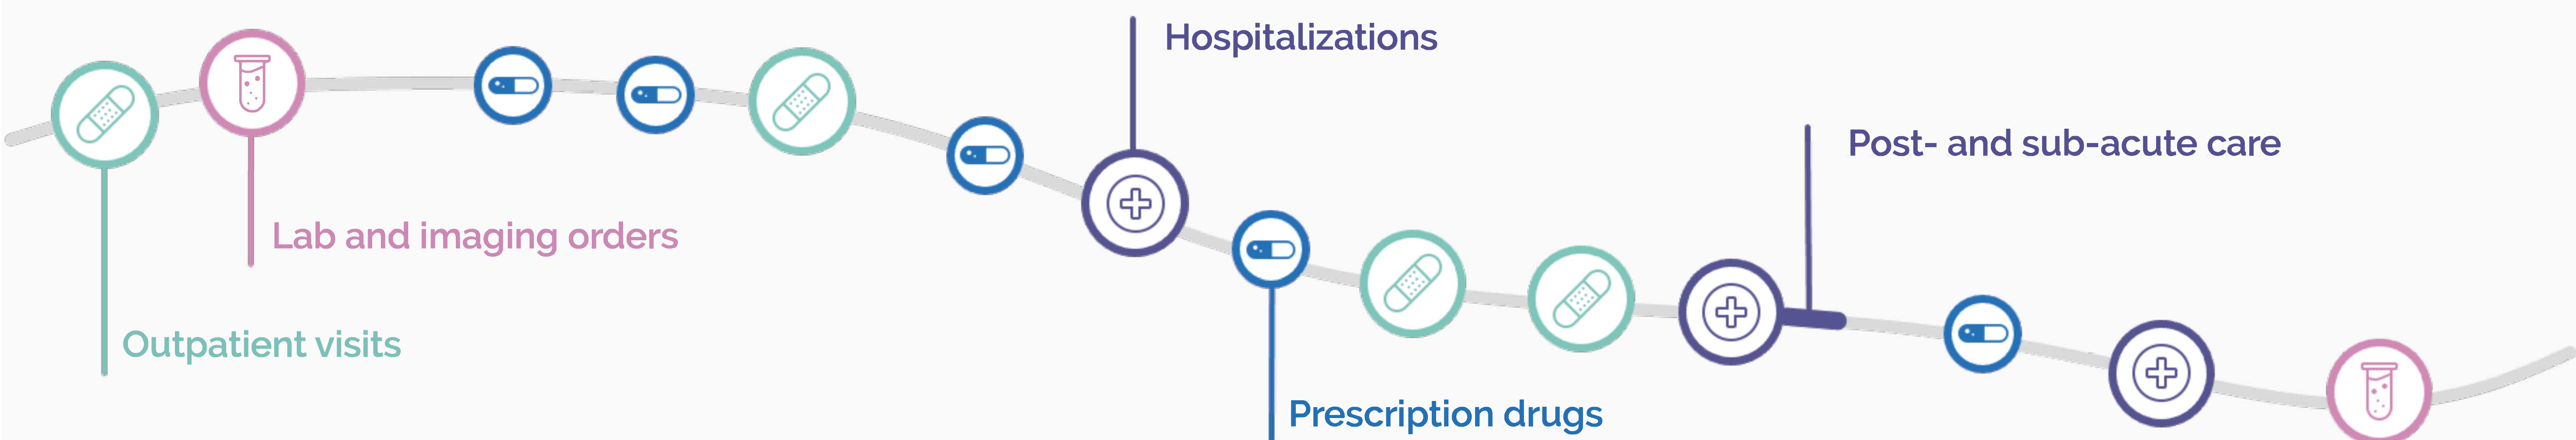 Hospitalizations
Post- and sub-acute care
Lab and imaging orders
Outpatient visits
Prescription drugs